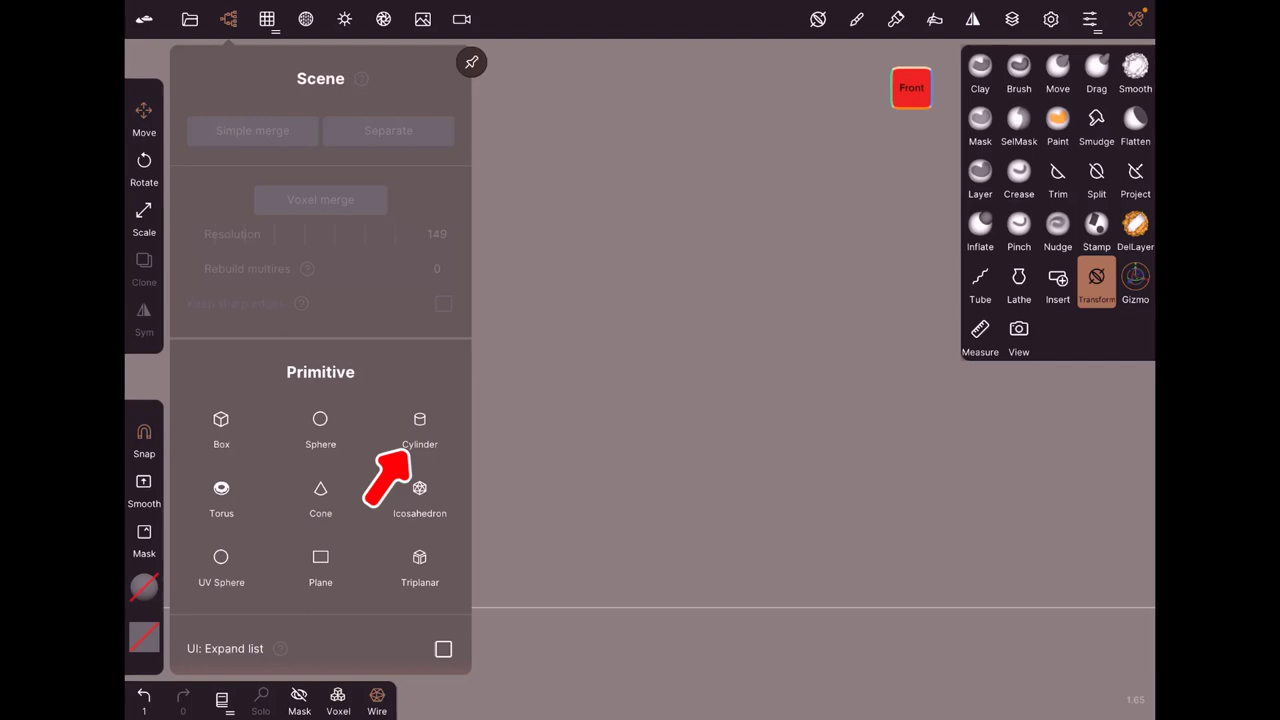 Scene
Simple merge
Separate
Voxel merge
Resolution 149
Rebuild multires 0
Primitive
Box
Sphere
Cylinder
Torus
Cone
Icosahedron
UV Sphere
Plane
Triplanar
UI: Expand list
Move
Rotate
Scale
Clone
Sym
Snap
Smooth
Mask
1
0
Solo
Mask
Voxel
Wire
Front
Clay Brush Move Drag Smooth
Mask SelMask Paint Smudge Flatten
Layer Crease Trim Split Project
Inflate Pinch Nudge Stamp DelLayer
Tube Lathe Insert Transform Gizmo
Measure View
1.65